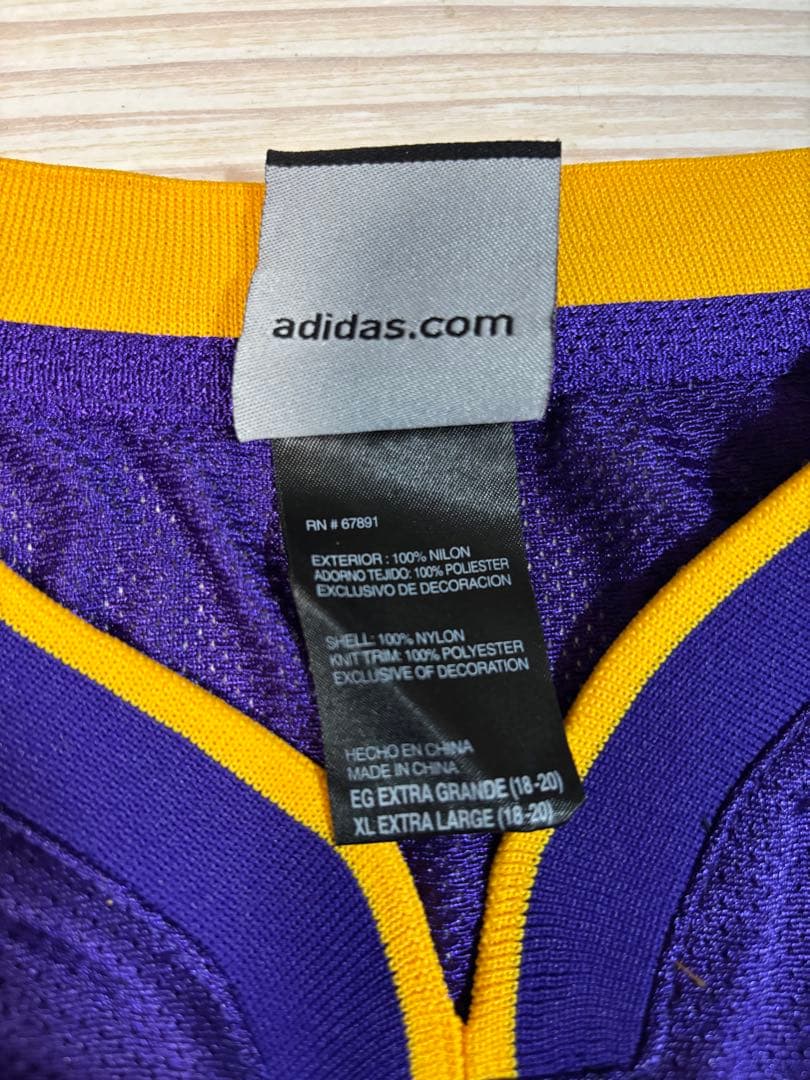 adidas.com
RN # 67891
EXTERIOR : 100% NILON
ADORNO TEJIDO: 100% POLIESTER
EXCLUSIVO DE DECORACION
SHELL: 100% NYLON
KNIT TRIM: 100% POLYESTER
EXCLUSIVE OF DECORATION
HECHO EN CHINA
MADE IN CHINA
EG EXTRA GRANDE (18-20)
XL EXTRA LARGE (18-20)